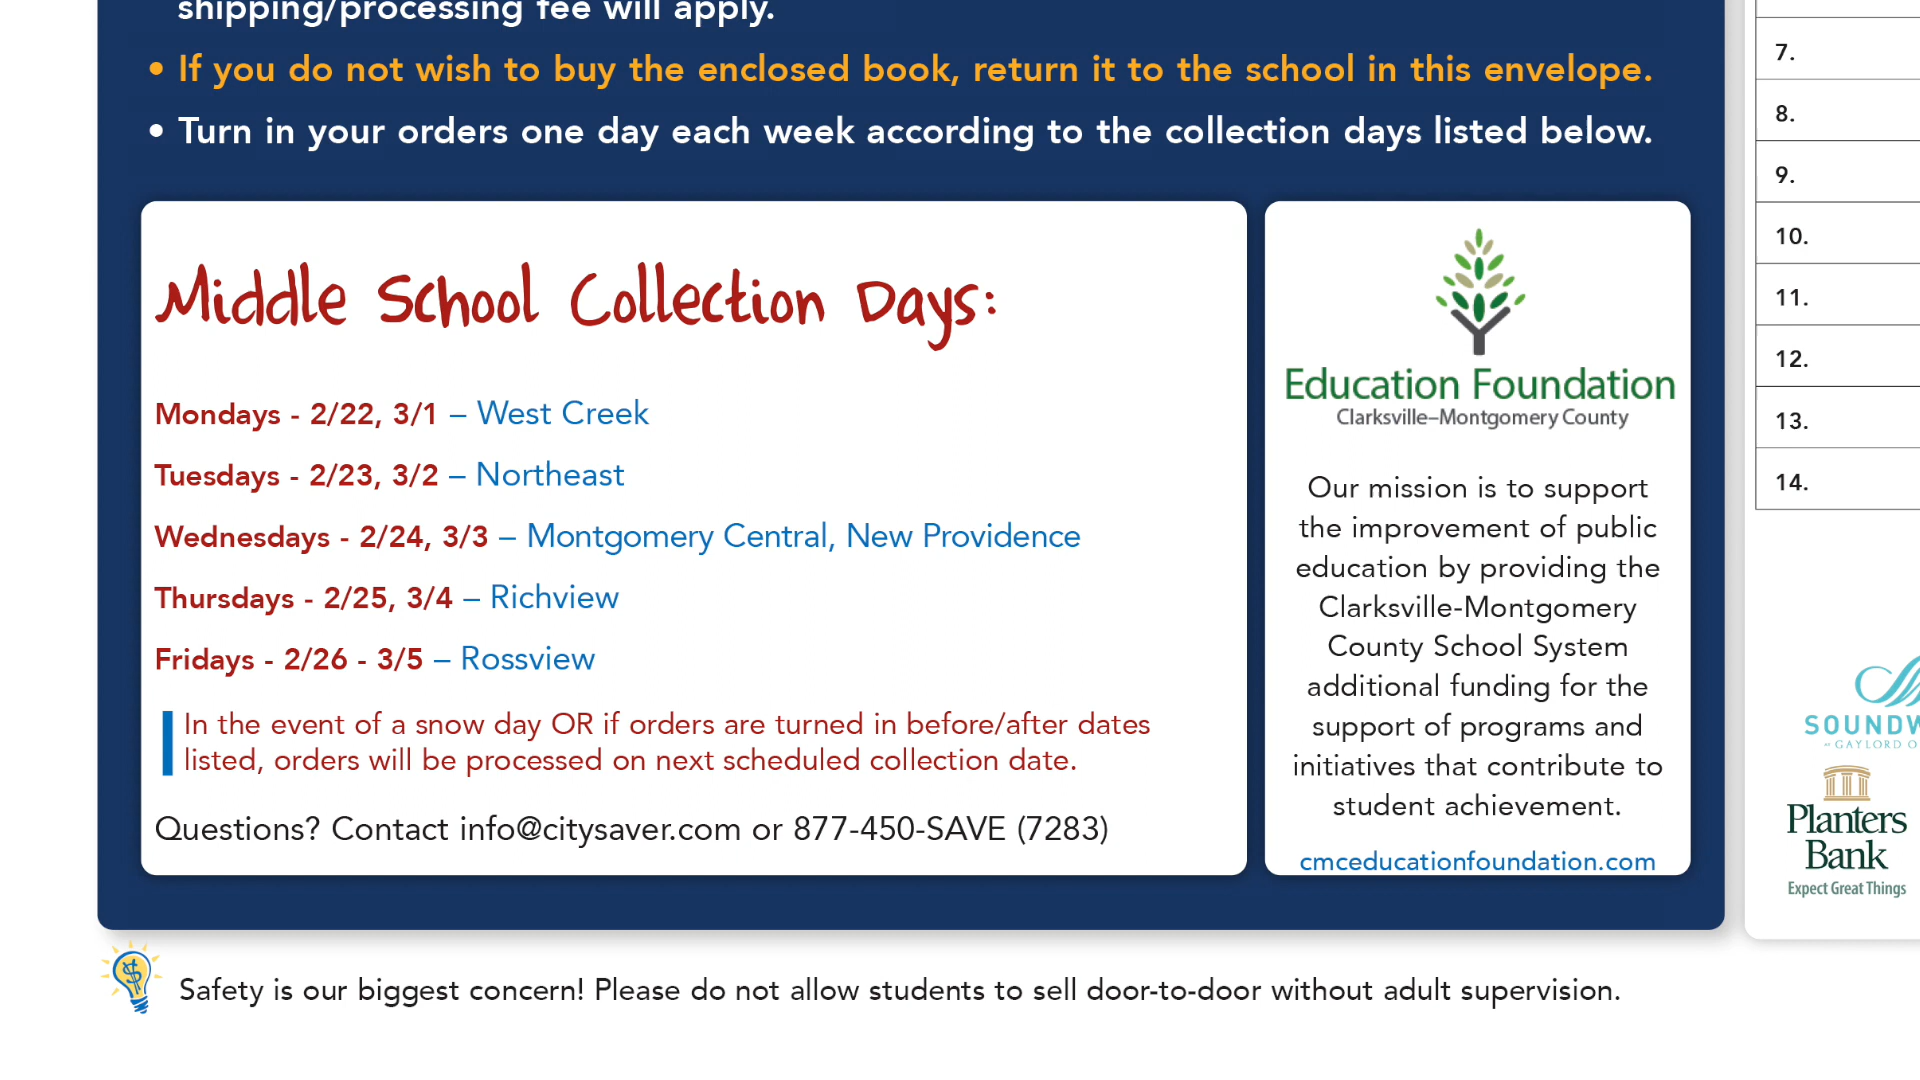 shipping/processing fee will apply.
• If you do not wish to buy the enclosed book, return it to the school in this envelope.
• Turn in your orders one day each week according to the collection days listed below.
Middle School Collection Days:
Mondays - 2/22, 3/1 – West Creek
Tuesdays - 2/23, 3/2 – Northeast
Wednesdays - 2/24, 3/3 – Montgomery Central, New Providence
Thursdays - 2/25, 3/4 – Richview
Fridays - 2/26 - 3/5 – Rossview
In the event of a snow day OR if orders are turned in before/after dates
listed, orders will be processed on next scheduled collection date.
Questions? Contact info@citysaver.com or 877-450-SAVE (7283)
Education Foundation
Clarksville–Montgomery County
Our mission is to support
the improvement of public
education by providing the
Clarksville-Montgomery
County School System
additional funding for the
support of programs and
initiatives that contribute to
student achievement.
cmceducationfoundation.com
$
Safety is our biggest concern! Please do not allow students to sell door-to-door without adult supervision.
7.
8.
9.
10.
11.
12.
13.
14.
GAYLORD
Planters
Bank
Expect Great Things